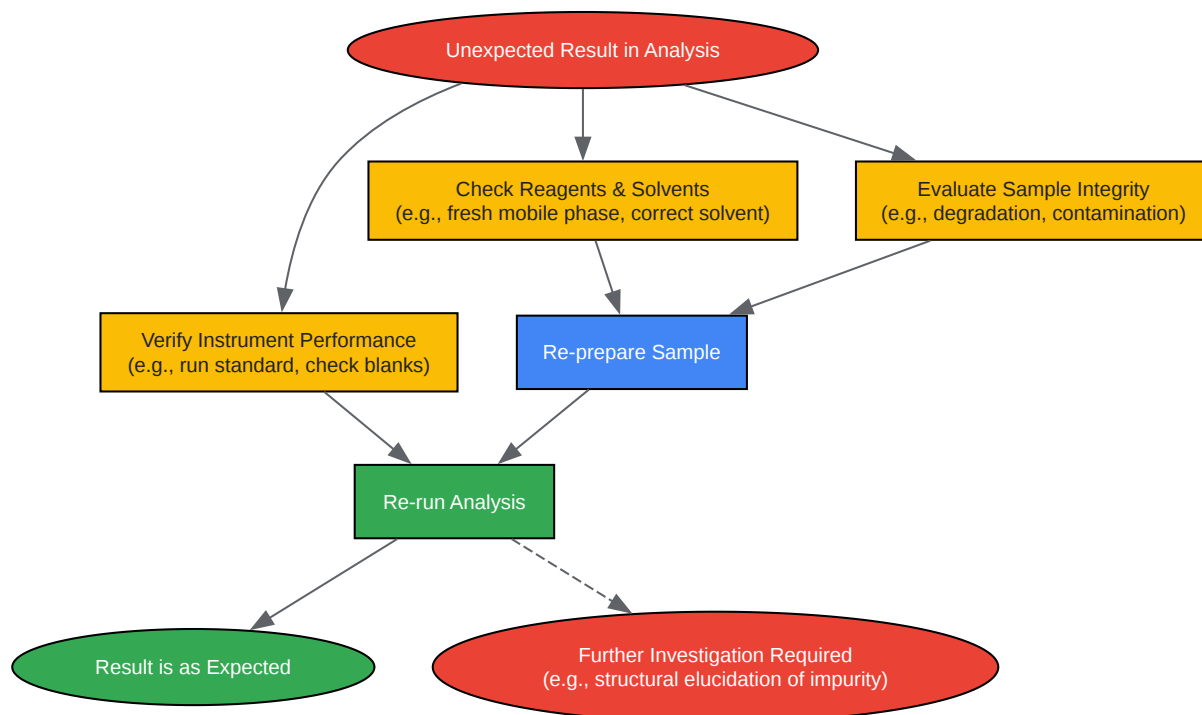 Unexpected Result in Analysis
Check Reagents & Solvents
(e.g., fresh mobile phase, correct solvent)
Evaluate Sample Integrity
(e.g., degradation, contamination)
Verify Instrument Performance
(e.g., run standard, check blanks)
Re-prepare Sample
Re-run Analysis
Result is as Expected
Further Investigation Required
(e.g., structural elucidation of impurity)